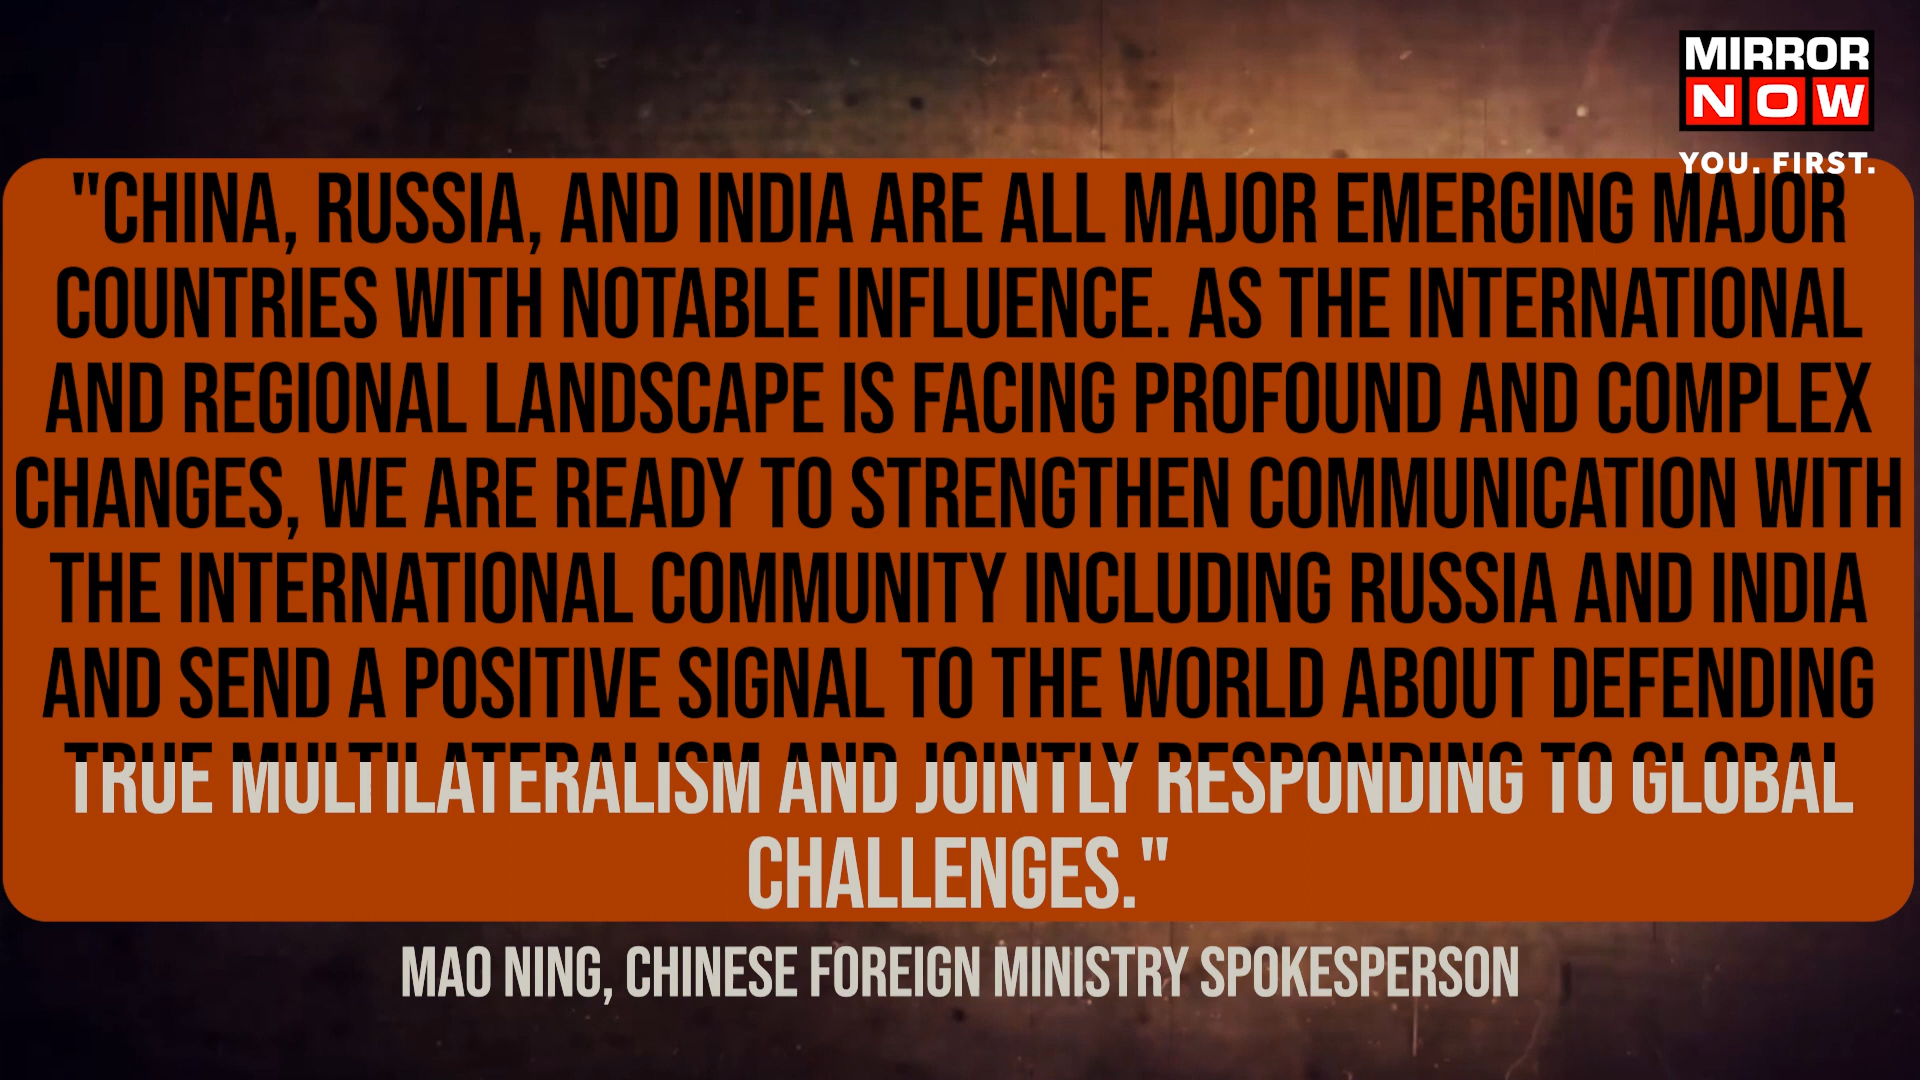 MIRROR
NOW
YOU. FIRST.
"CHINA, RUSSIA, AND INDIA ARE ALL MAJOR EMERGING MAJOR
COUNTRIES WITH NOTABLE INFLUENCE. AS THE INTERNATIONAL
AND REGIONAL LANDSCAPE IS FACING PROFOUND AND COMPLEX
CHANGES, WE ARE READY TO STRENGTHEN COMMUNICATION WITH
THE INTERNATIONAL COMMUNITY INCLUDING RUSSIA AND INDIA
AND SEND A POSITIVE SIGNAL TO THE WORLD ABOUT DEFENDING
TRUE MULTILATERALISM AND JOINTLY RESPONDING TO GLOBAL
CHALLENGES."
MAO NING, CHINESE FOREIGN MINISTRY SPOKESPERSON